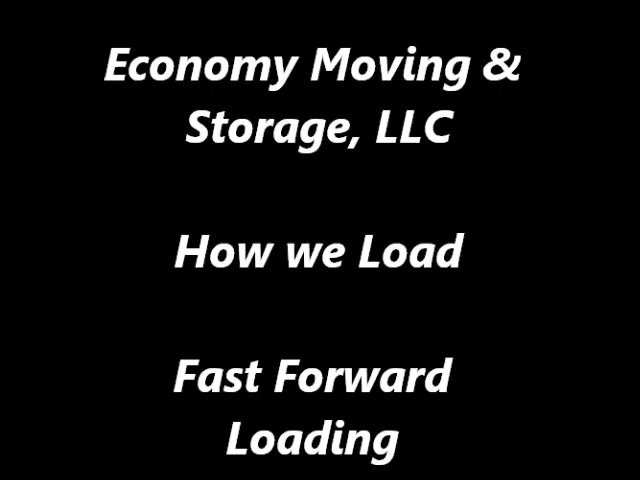 Economy Moving &
Storage, LLC
How we Load
Fast Forward
Loading